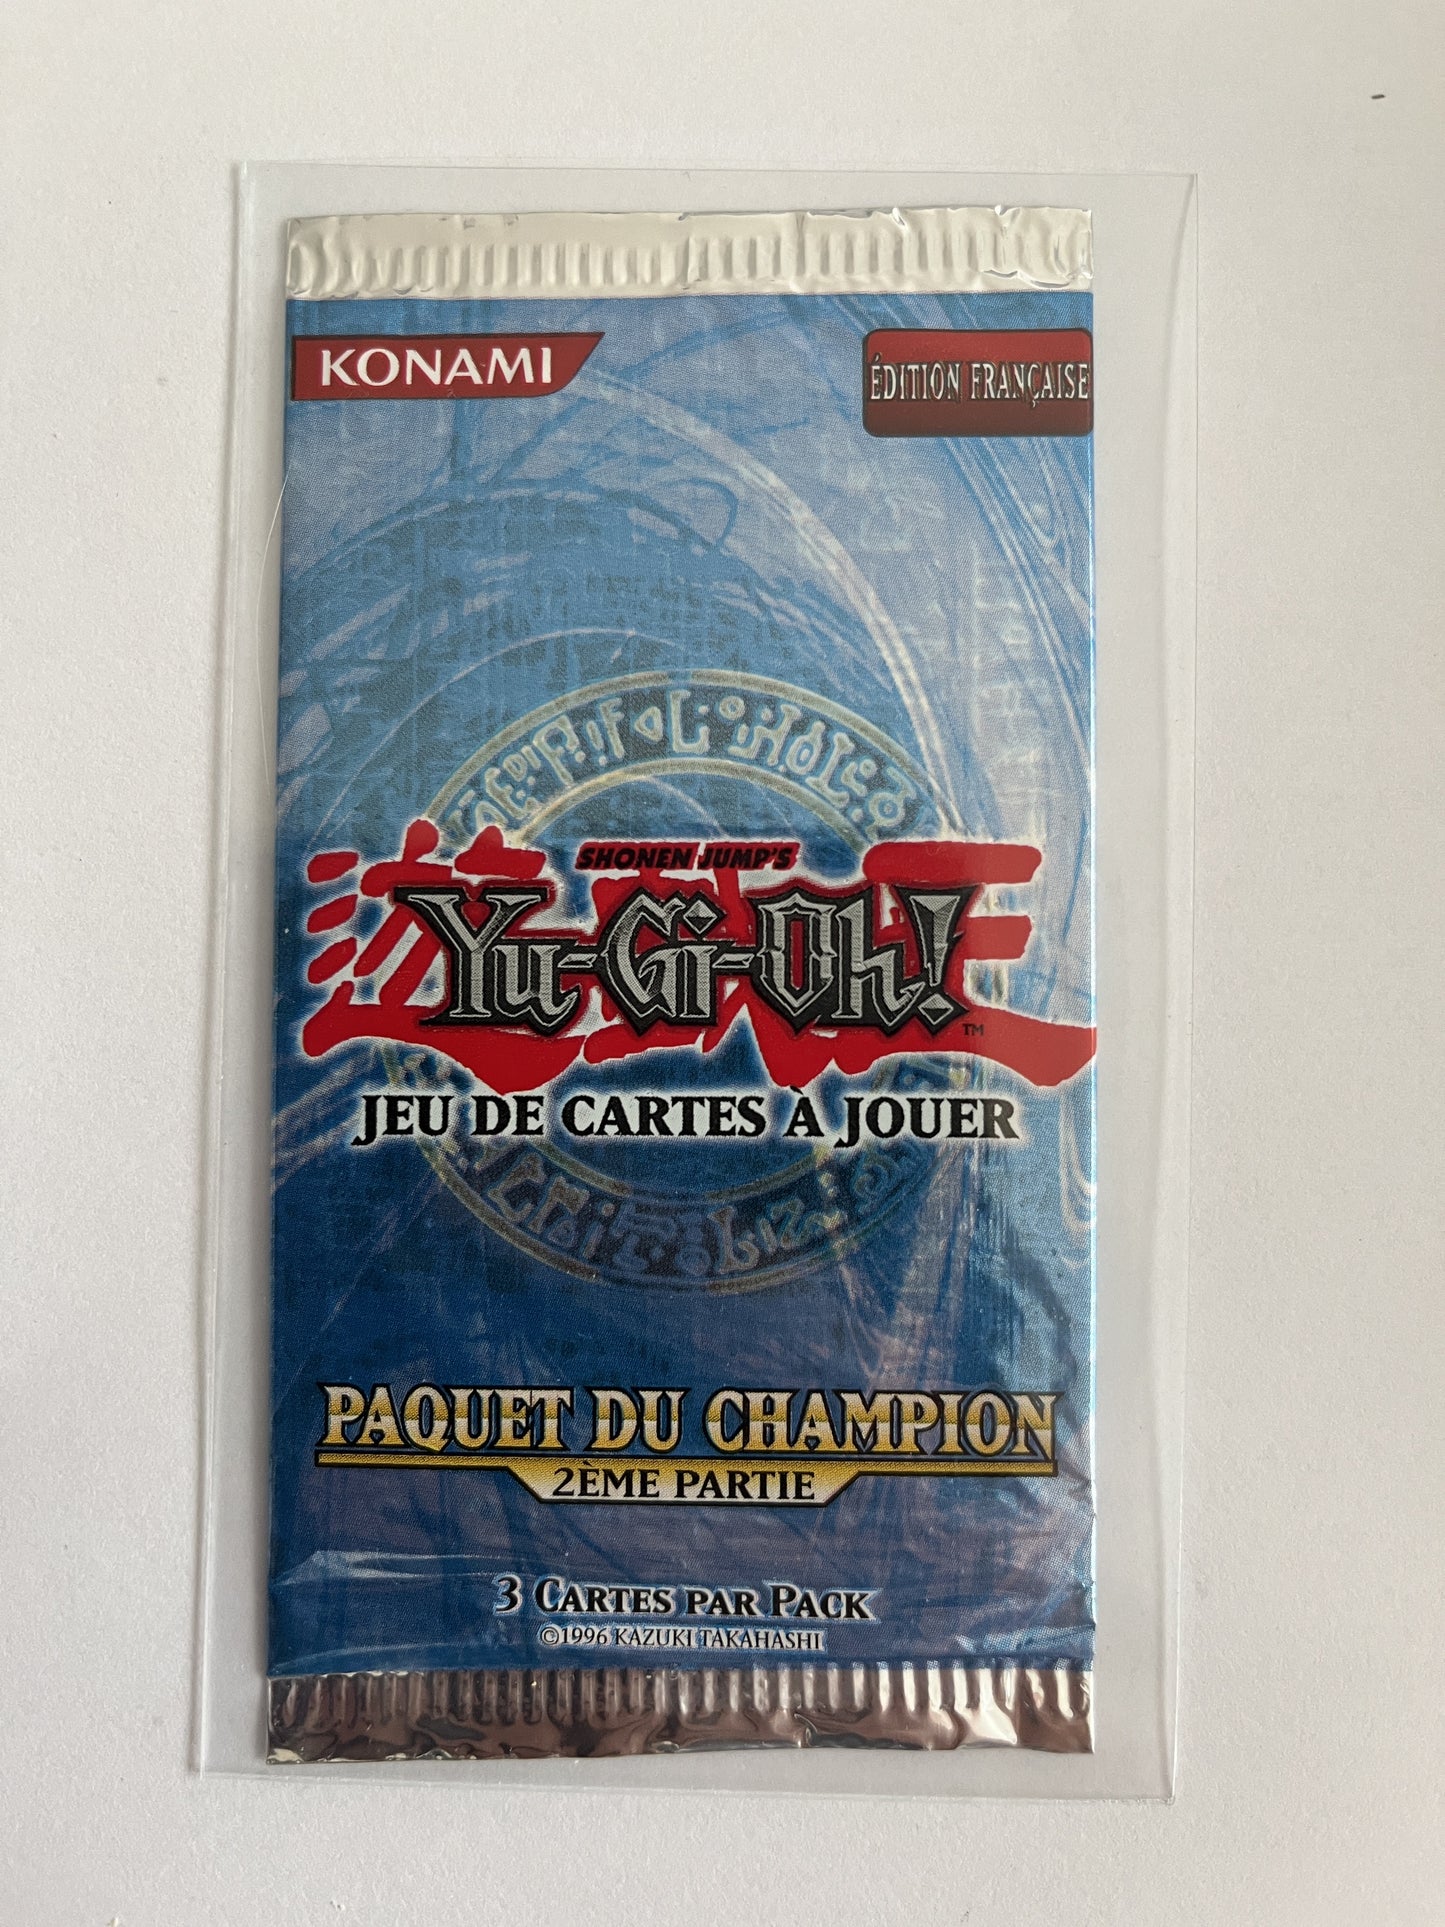 KONAMI
ÉDITION FRANÇAISE
SHONEN JUMP'S
YU-GI-OH!
TM
JEU DE CARTES À JOUER
PAQUET DU CHAMPION
2ÈME PARTIE
3 CARTES PAR PACK
©1996 KAZUKI TAKAHASHI